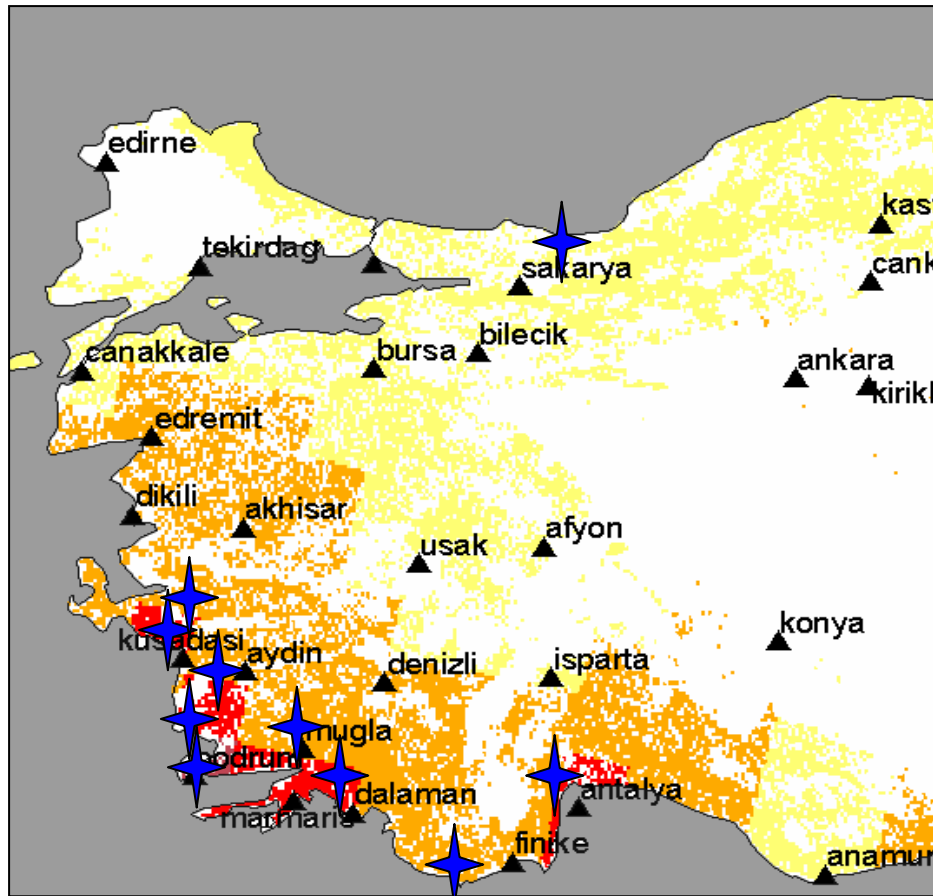 edirne
kas
tekirdag
cank
sakarya
bilecik
canakkale
bursa
ankara
kirikl
edremit
dikili
akhisar
usak
afyon
konya
kusadasi
aydin
denizli
isparta
mugla
bodrum
dalaman
antalya
marmaris
finike
anamur